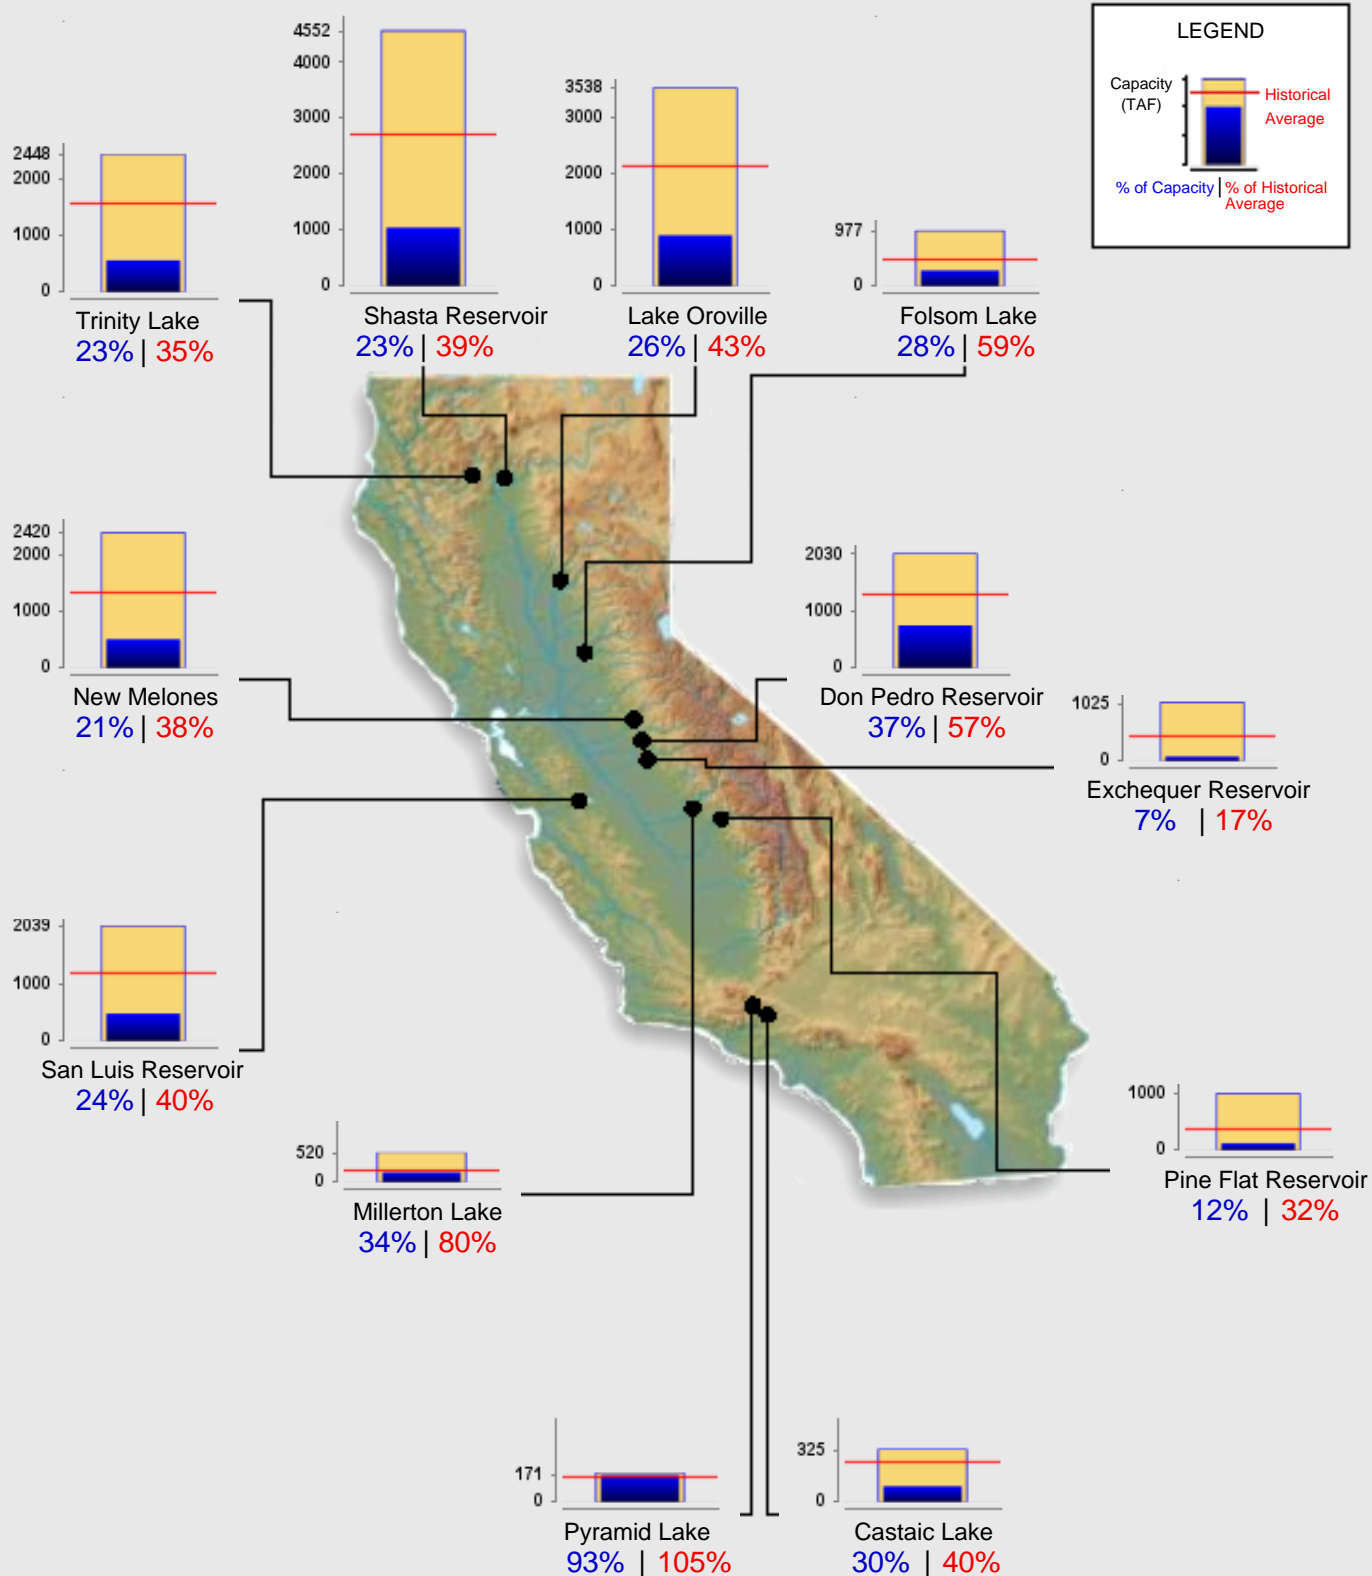 LEGEND
Capacity
(TAF)
Historical
Average
% of Capacity | % of Historical
Average
4552
4000
3000
2000
1000
0
Shasta Reservoir
23% | 39%
3538
3000
2000
1000
0
Lake Oroville
26% | 43%
2448
2000
1000
0
Trinity Lake
23% | 35%
977
0
Folsom Lake
28% | 59%
2420
2000
1000
0
New Melones
21% | 38%
2030
1000
0
Don Pedro Reservoir
37% | 57%
1025
0
Exchequer Reservoir
7% | 17%
2039
1000
0
San Luis Reservoir
24% | 40%
520
0
Millerton Lake
34% | 80%
1000
0
Pine Flat Reservoir
12% | 32%
171
0
Pyramid Lake
93% | 105%
325
0
Castaic Lake
30% | 40%